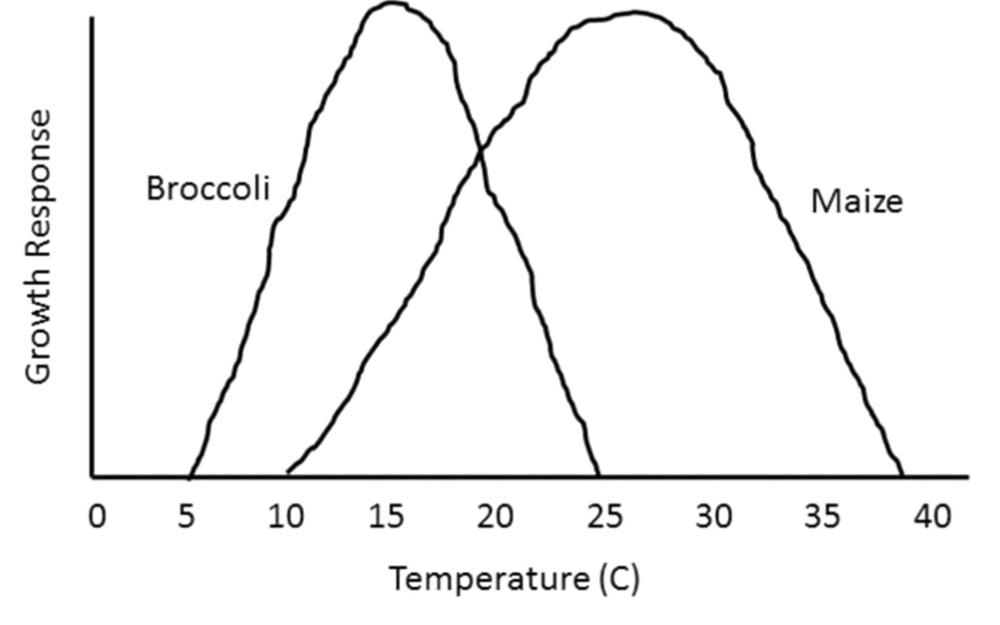 Growth Response
Broccoli
Maize
0 5 10 15 20 25 30 35 40
Temperature (C)